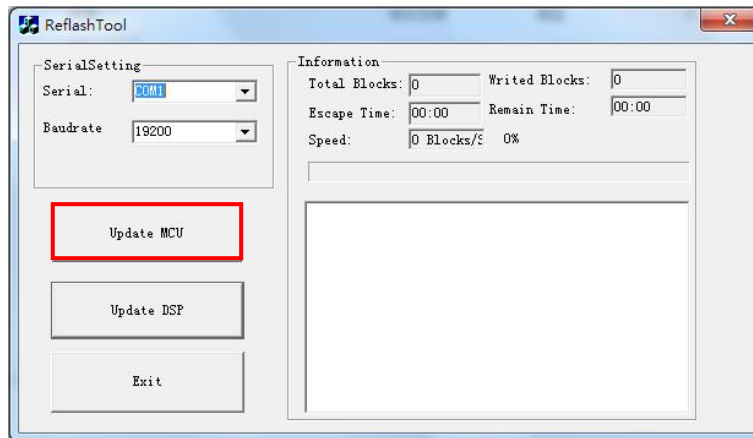 ReflashTool
SerialSetting
Serial: COM1
Baudrate 19200
Update MCU
Update DSP
Exit
Information
Total Blocks: 0 Writed Blocks: 0
Escape Time: 00:00 Remain Time: 00:00
Speed: 0 Blocks/S 0%